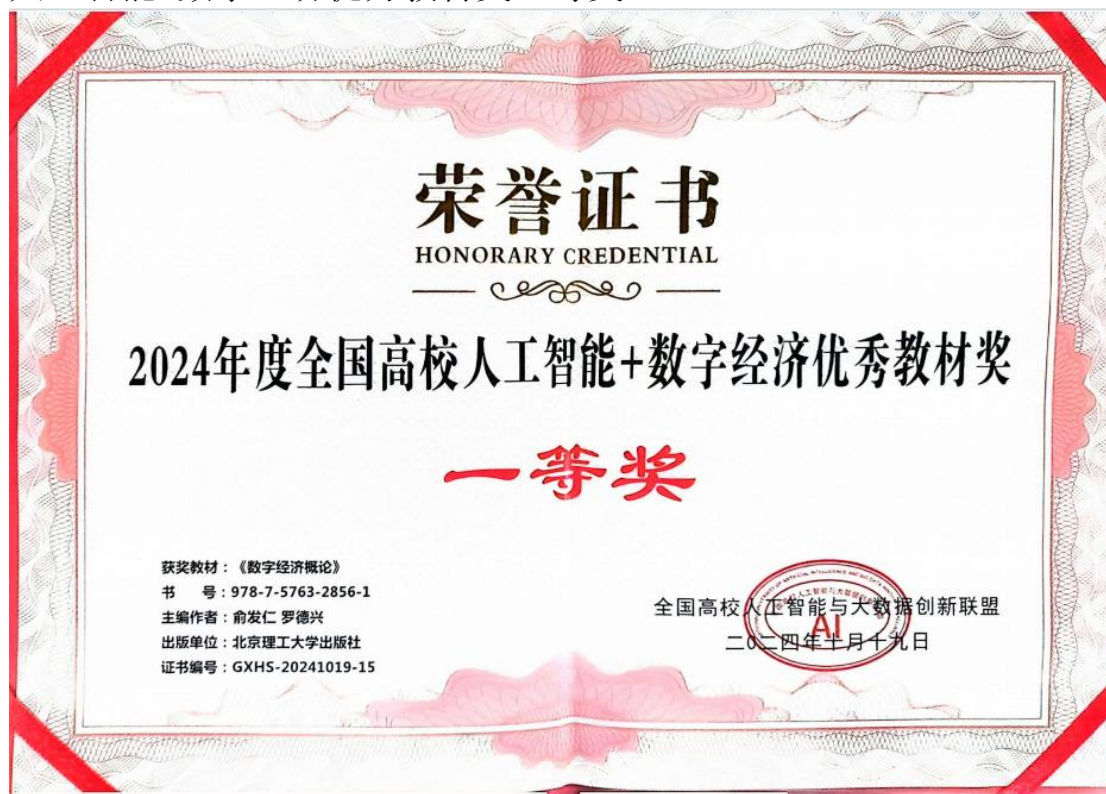 荣誉证书
HONORARY CREDENTIAL
2024年度全国高校人工智能+数字经济优秀教材奖
一等奖
获奖教材：《数字经济概论》
书 号：978-7-5763-2856-1
主编作者：俞发仁 罗德兴
出版单位：北京理工大学出版社
证书编号：GXHS-20241019-15
全国高校人工智能与大数据创新联盟
AI
二0二四年十月十九日